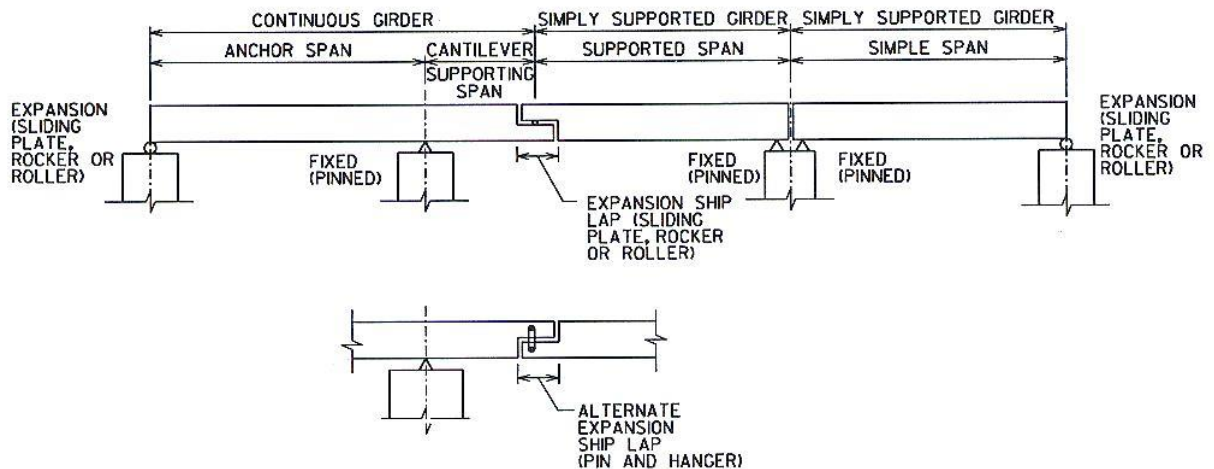 CONTINUOUS GIRDER
SIMPLY SUPPORTED GIRDER
SIMPLY SUPPORTED GIRDER
ANCHOR SPAN
CANTILEVER
SUPPORTING
SPAN
SUPPORTED SPAN
SIMPLE SPAN
EXPANSION
(SLIDING
PLATE,
ROCKER OR
ROLLER)
FIXED
(PINNED)
EXPANSION SHIP
LAP (SLIDING
PLATE, ROCKER
OR ROLLER)
FIXED
(PINNED)
FIXED
(PINNED)
EXPANSION
(SLIDING
PLATE,
ROCKER OR
ROLLER)
ALTERNATE
EXPANSION
SHIP LAP
(PIN AND HANGER)